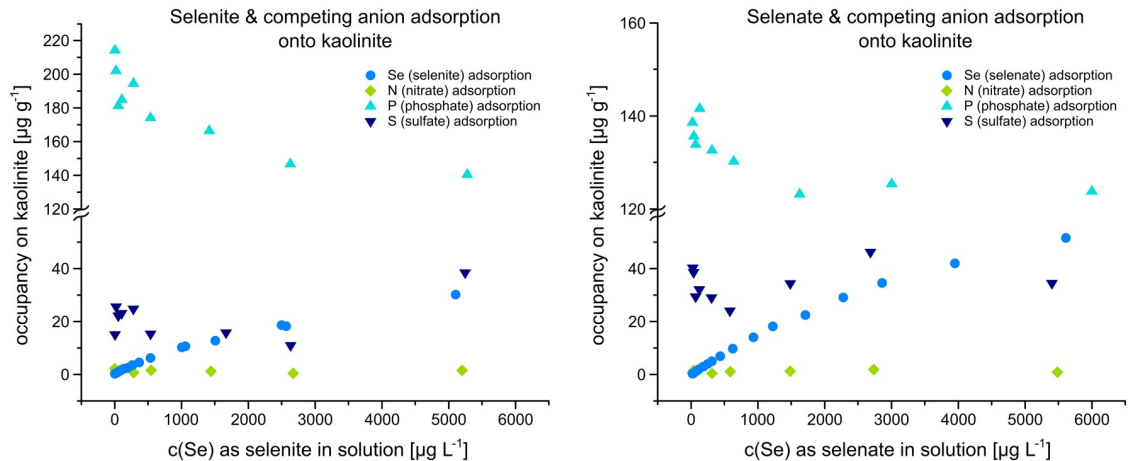 Selenite & competing anion adsorption
onto kaolinite
Se (selenite) adsorption
N (nitrate) adsorption
P (phosphate) adsorption
S (sulfate) adsorption
occupancy on kaolinite [µg g⁻¹]
220
200
180
160
140
120
40
20
0
0 1000 2000 3000 4000 5000 6000
c(Se) as selenite in solution [µg L⁻¹]
Selenate & competing anion adsorption
onto kaolinite
Se (selenate) adsorption
N (nitrate) adsorption
P (phosphate) adsorption
S (sulfate) adsorption
occupancy on kaolinite [µg g⁻¹]
160
140
120
40
20
0
0 1000 2000 3000 4000 5000 6000
c(Se) as selenate in solution [µg L⁻¹]